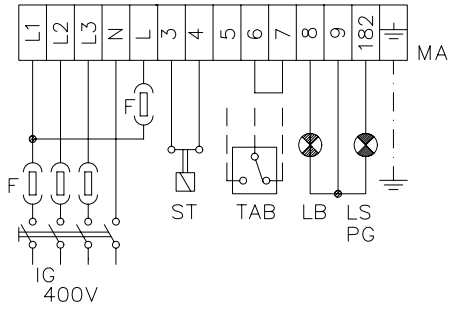 L1 L2 L3 N L 3 4 5 6 7 8 9 182
MA
F
F
ST TAB LB LS
PG
IG
400V